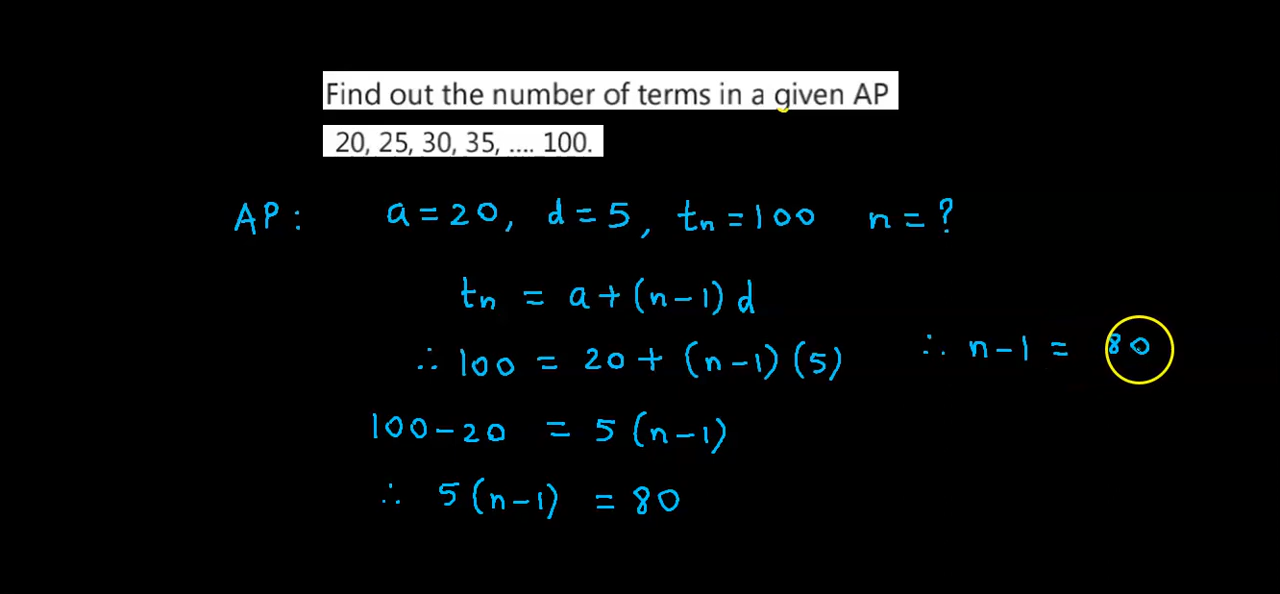 Find out the number of terms in a given AP
20, 25, 30, 35, .... 100.
AP : a = 20, d = 5, tn = 100 n = ?
tn = a + (n - 1) d
∴ 100 = 20 + (n - 1) (5)
100 - 20 = 5 (n - 1)
∴ 5 (n - 1) = 80
∴ n - 1 = 80